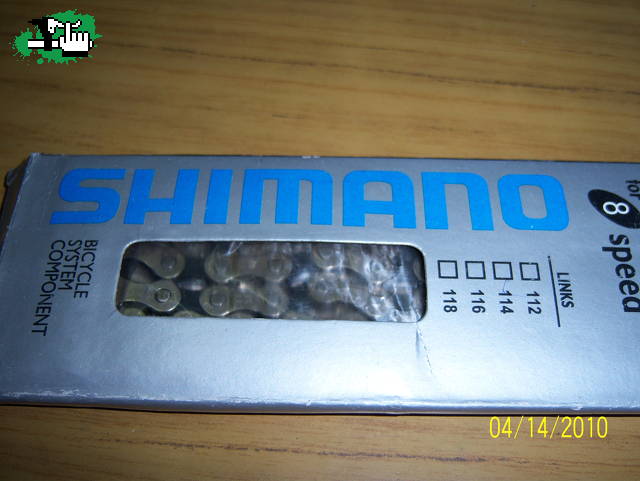 SHIMANO
BICYCLE
SYSTEM
COMPONENT
LINKS
112
114
116
118
for 8 speed
04/14/2010